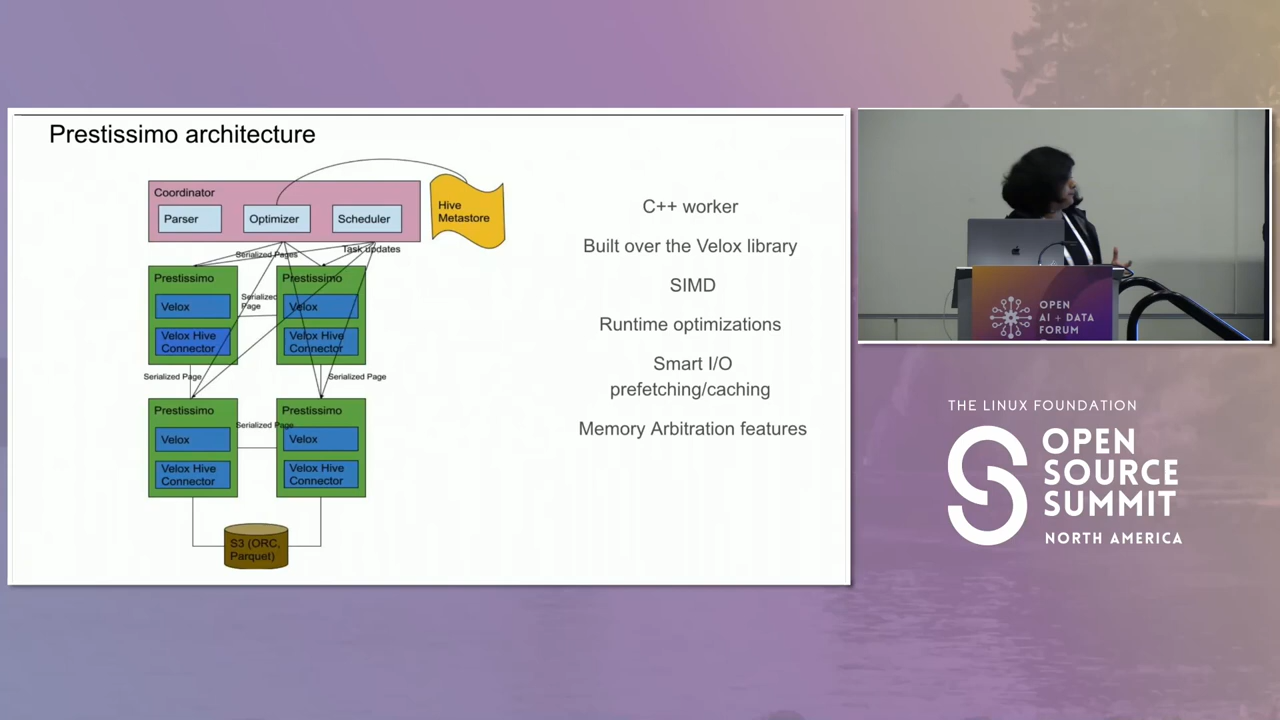 Prestissimo architecture
Coordinator
Parser
Optimizer
Scheduler
Hive
Metastore
Task updates
Serialized Pages
Prestissimo
Velox
Velox Hive
Connector
Serialized
Page
Prestissimo
Velox
Velox Hive
Connector
Serialized Page
Serialized Page
Prestissimo
Velox
Velox Hive
Connector
Serialized Page
Prestissimo
Velox
Velox Hive
Connector
S3 (ORC,
Parquet)
C++ worker
Built over the Velox library
SIMD
Runtime optimizations
Smart I/O
prefetching/caching
Memory Arbitration features
OPEN
AI + DATA
FORUM
THE LINUX FOUNDATION
OPEN
SOURCE
SUMMIT
NORTH AMERICA